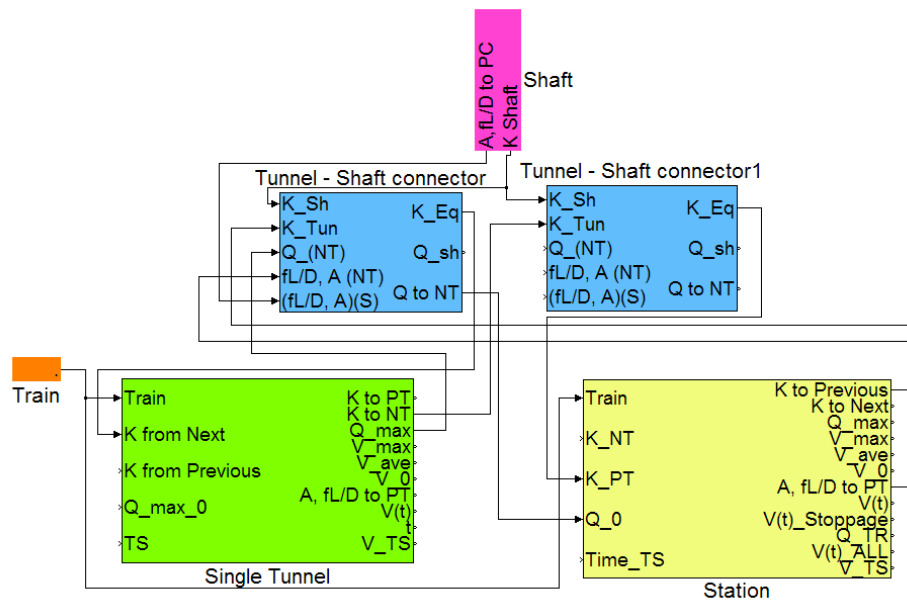 A,fL/D to PC
K Shaft
Shaft
Tunnel - Shaft connector
K_Sh
K_Tun
Q_(NT)
fL/D, A (NT)
(fL/D, A)(S)
K_Eq
Q_sh
Q to NT
Tunnel - Shaft connector1
K_Sh
K_Tun
Q_(NT)
fL/D, A (NT)
(fL/D, A)(S)
K_Eq
Q_sh
Q to NT
Train
Train
K from Next
K from Previous
Q_max_0
TS
K to PT
K to NT
Q_max
V_max
V_ave
V_0
A, fL/D to PT
V(t)
t
V_TS
Single Tunnel
Train
K_NT
K_PT
Q_0
Time_TS
K to Previous
K to Next
Q_max
V_max
V_ave
V_0
A, fL/D to PT
V(t)
V(t)_Stoppage
Q_TR
V(t)_ALL
V_TS
Station